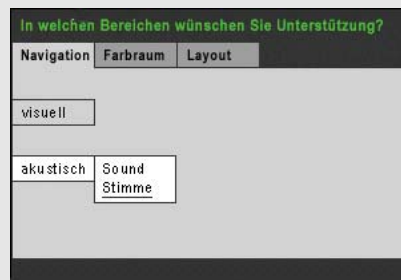 In welchen Bereichen wünschen Sie Unterstützung?
Navigation Farbraum Layout
visuell
akustisch Sound
Stimme